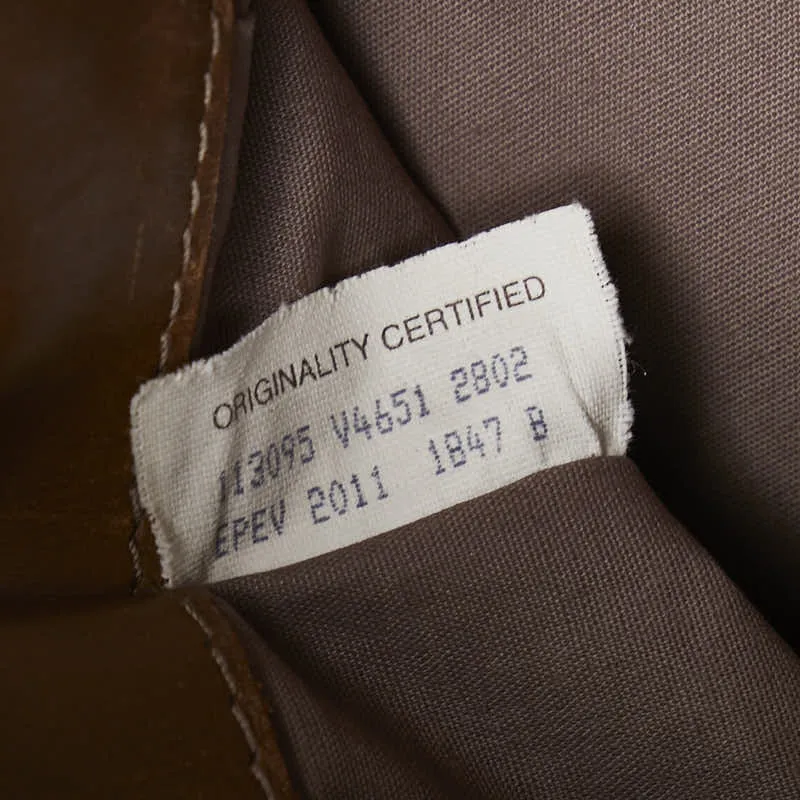 ORIGINALITY CERTIFIED
113095 V4651 2802
EPEV 2011 1847 B